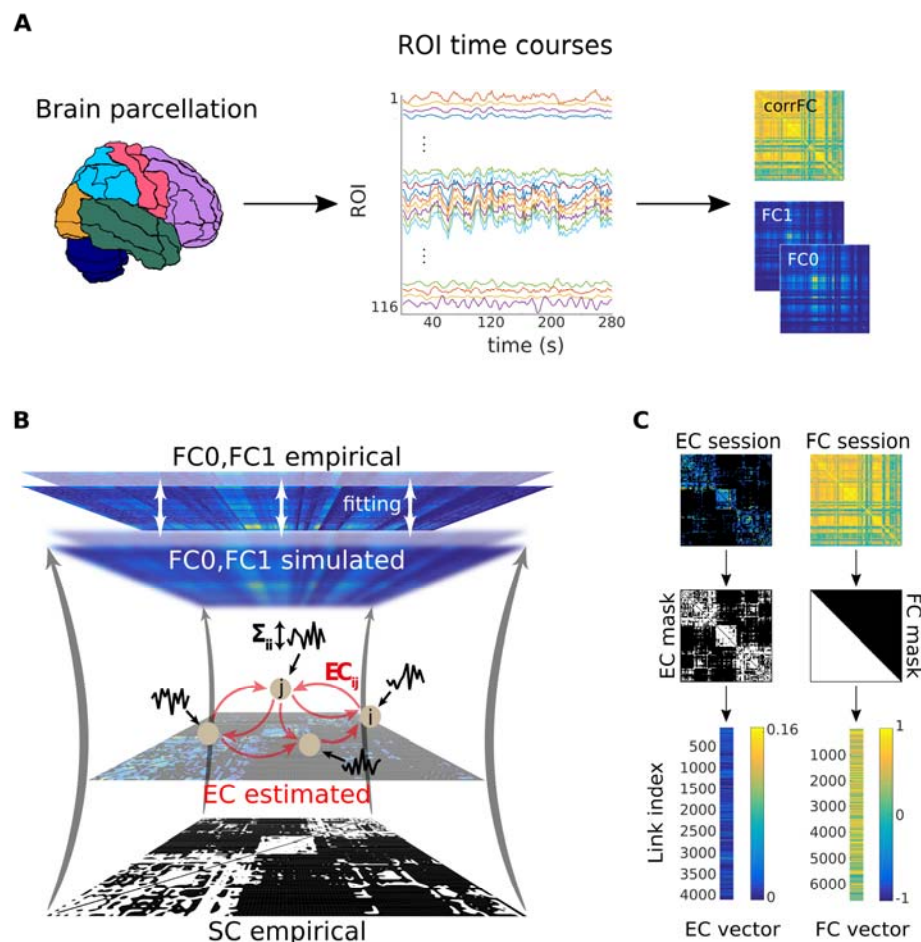 A
ROI time courses
Brain parcellation
ROI
1
⋮
⋮
116
40 120 200 280
time (s)
corrFC
FC1
FC0
B
FC0,FC1 empirical
fitting
FC0,FC1 simulated
Σii
ECij
j
i
EC estimated
SC empirical
C
EC session
FC session
EC mask
FC mask
Link index
500
1000
1500
2000
2500
3000
3500
4000
0.16
0
1000
2000
3000
4000
5000
6000
1
0
-1
EC vector
FC vector